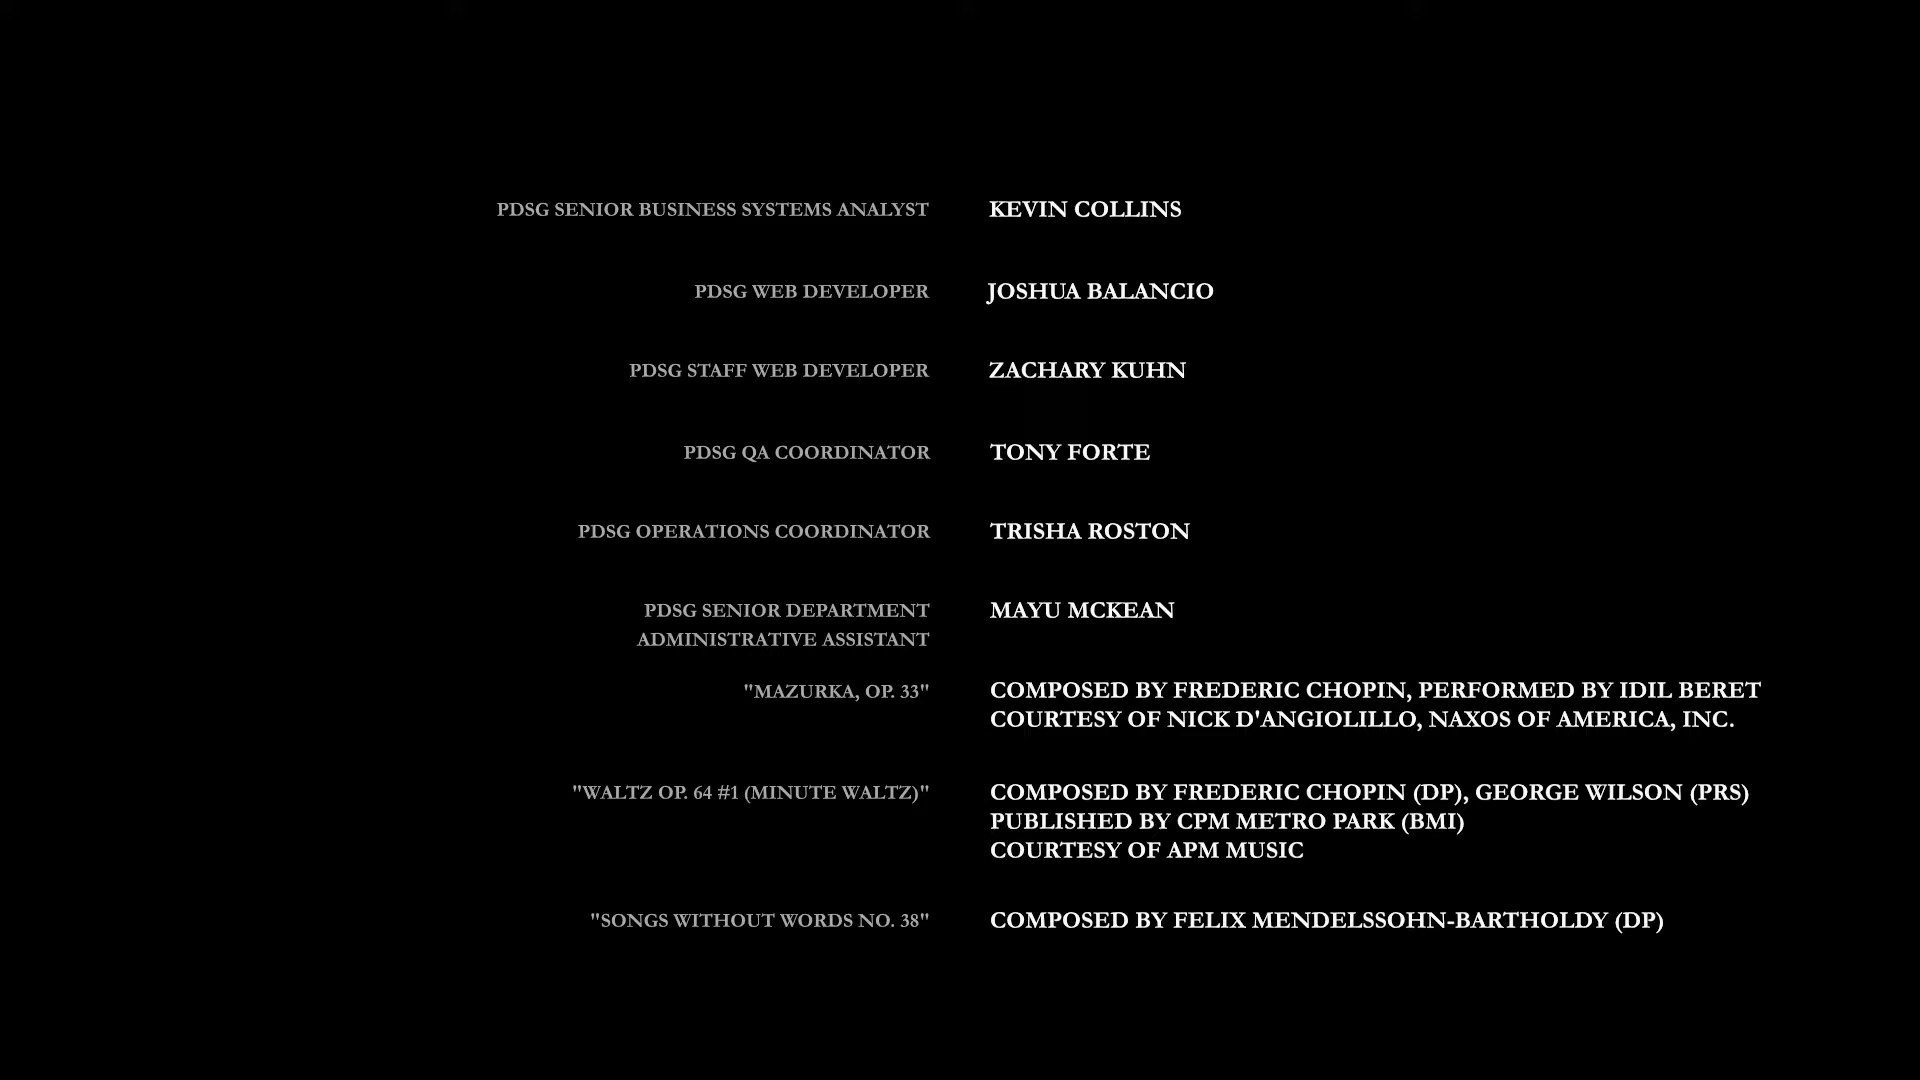 PDSG SENIOR BUSINESS SYSTEMS ANALYST KEVIN COLLINS
PDSG WEB DEVELOPER JOSHUA BALANCIO
PDSG STAFF WEB DEVELOPER ZACHARY KUHN
PDSG QA COORDINATOR TONY FORTE
PDSG OPERATIONS COORDINATOR TRISHA ROSTON
PDSG SENIOR DEPARTMENT MAYU MCKEAN
ADMINISTRATIVE ASSISTANT
"MAZURKA, OP. 33" COMPOSED BY FREDERIC CHOPIN, PERFORMED BY IDIL BERET
COURTESY OF NICK D'ANGIOLILLO, NAXOS OF AMERICA, INC.
"WALTZ OP. 64 #1 (MINUTE WALTZ)" COMPOSED BY FREDERIC CHOPIN (DP), GEORGE WILSON (PRS)
PUBLISHED BY CPM METRO PARK (BMI)
COURTESY OF APM MUSIC
"SONGS WITHOUT WORDS NO. 38" COMPOSED BY FELIX MENDELSSOHN-BARTHOLDY (DP)